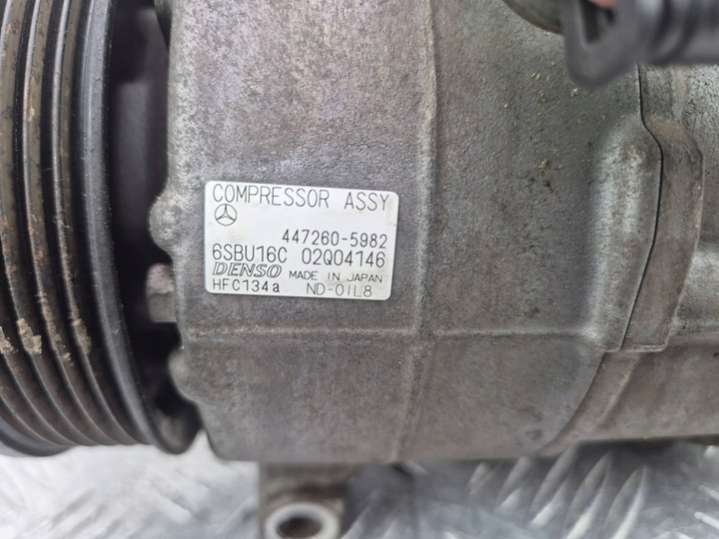 COMPRESSOR ASSY
447260-5982
6SBU16C 02Q04146
DENSO MADE IN JAPAN
HFC134a ND-OIL8